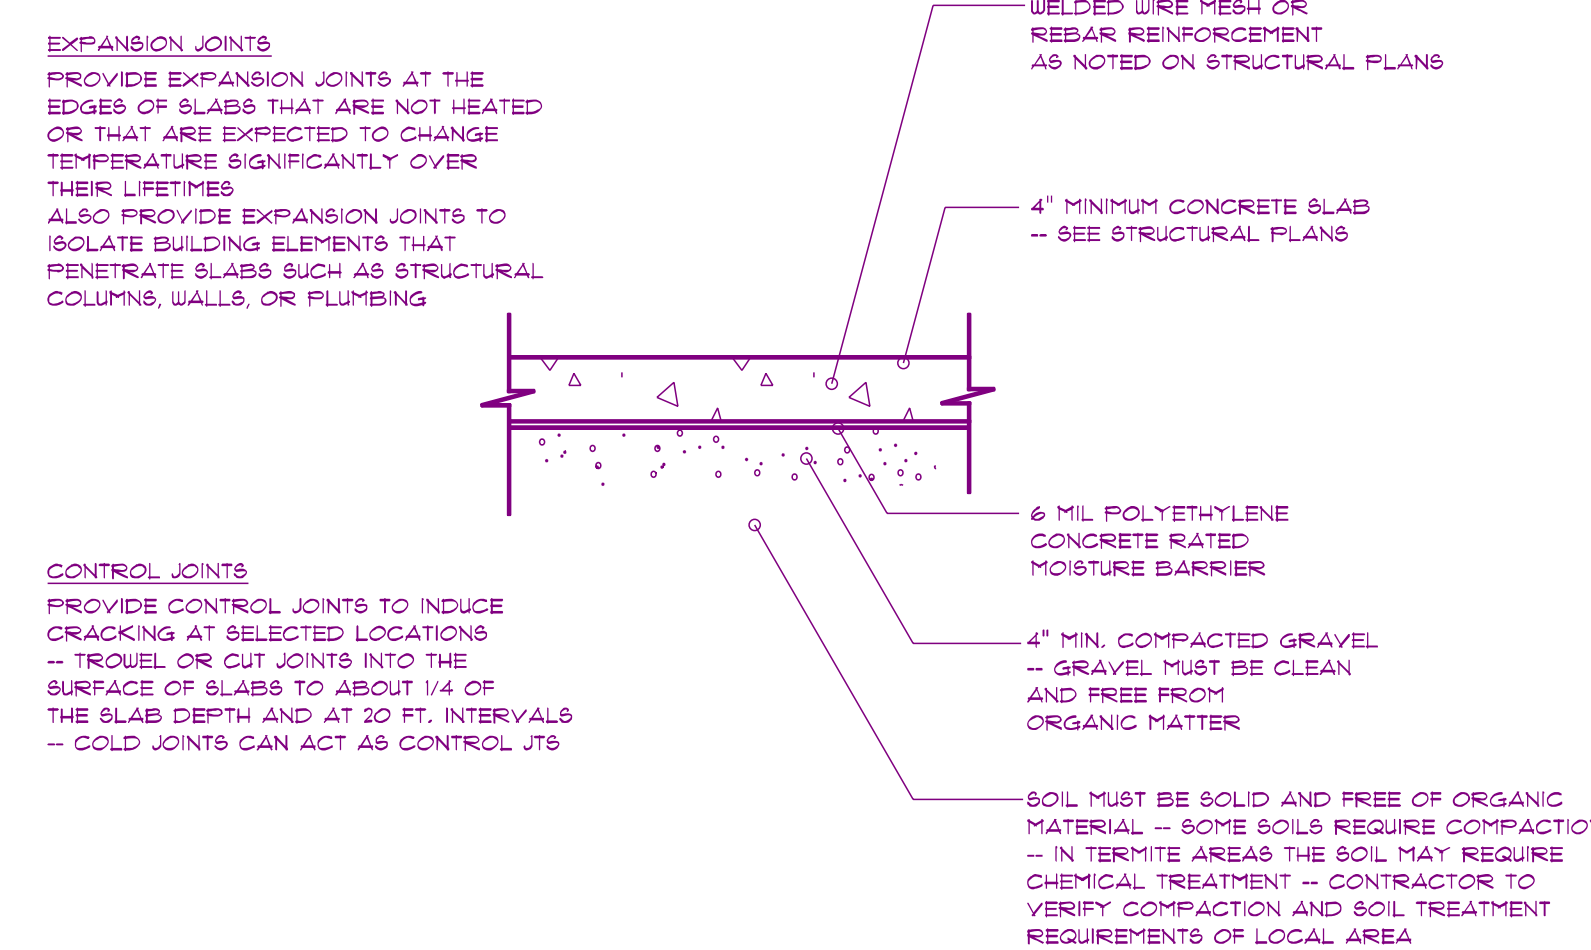 EXPANSION JOINTS
PROVIDE EXPANSION JOINTS AT THE
EDGES OF SLABS THAT ARE NOT HEATED
OR THAT ARE EXPECTED TO CHANGE
TEMPERATURE SIGNIFICANTLY OVER
THEIR LIFETIMES
ALSO PROVIDE EXPANSION JOINTS TO
ISOLATE BUILDING ELEMENTS THAT
PENETRATE SLABS SUCH AS STRUCTURAL
COLUMNS, WALLS, OR PLUMBING
CONTROL JOINTS
PROVIDE CONTROL JOINTS TO INDUCE
CRACKING AT SELECTED LOCATIONS
-- TROWEL OR CUT JOINTS INTO THE
SURFACE OF SLABS TO ABOUT 1/4 OF
THE SLAB DEPTH AND AT 20 FT. INTERVALS
-- COLD JOINTS CAN ACT AS CONTROL JTS
WELDED WIRE MESH OR
REBAR REINFORCEMENT
AS NOTED ON STRUCTURAL PLANS
4" MINIMUM CONCRETE SLAB
-- SEE STRUCTURAL PLANS
6 MIL POLYETHYLENE
CONCRETE RATED
MOISTURE BARRIER
4" MIN. COMPACTED GRAVEL
-- GRAVEL MUST BE CLEAN
AND FREE FROM
ORGANIC MATTER
SOIL MUST BE SOLID AND FREE OF ORGANIC
MATERIAL -- SOME SOILS REQUIRE COMPACTIO
-- IN TERMITE AREAS THE SOIL MAY REQUIRE
CHEMICAL TREATMENT -- CONTRACTOR TO
VERIFY COMPACTION AND SOIL TREATMENT
REQUIREMENTS OF LOCAL AREA